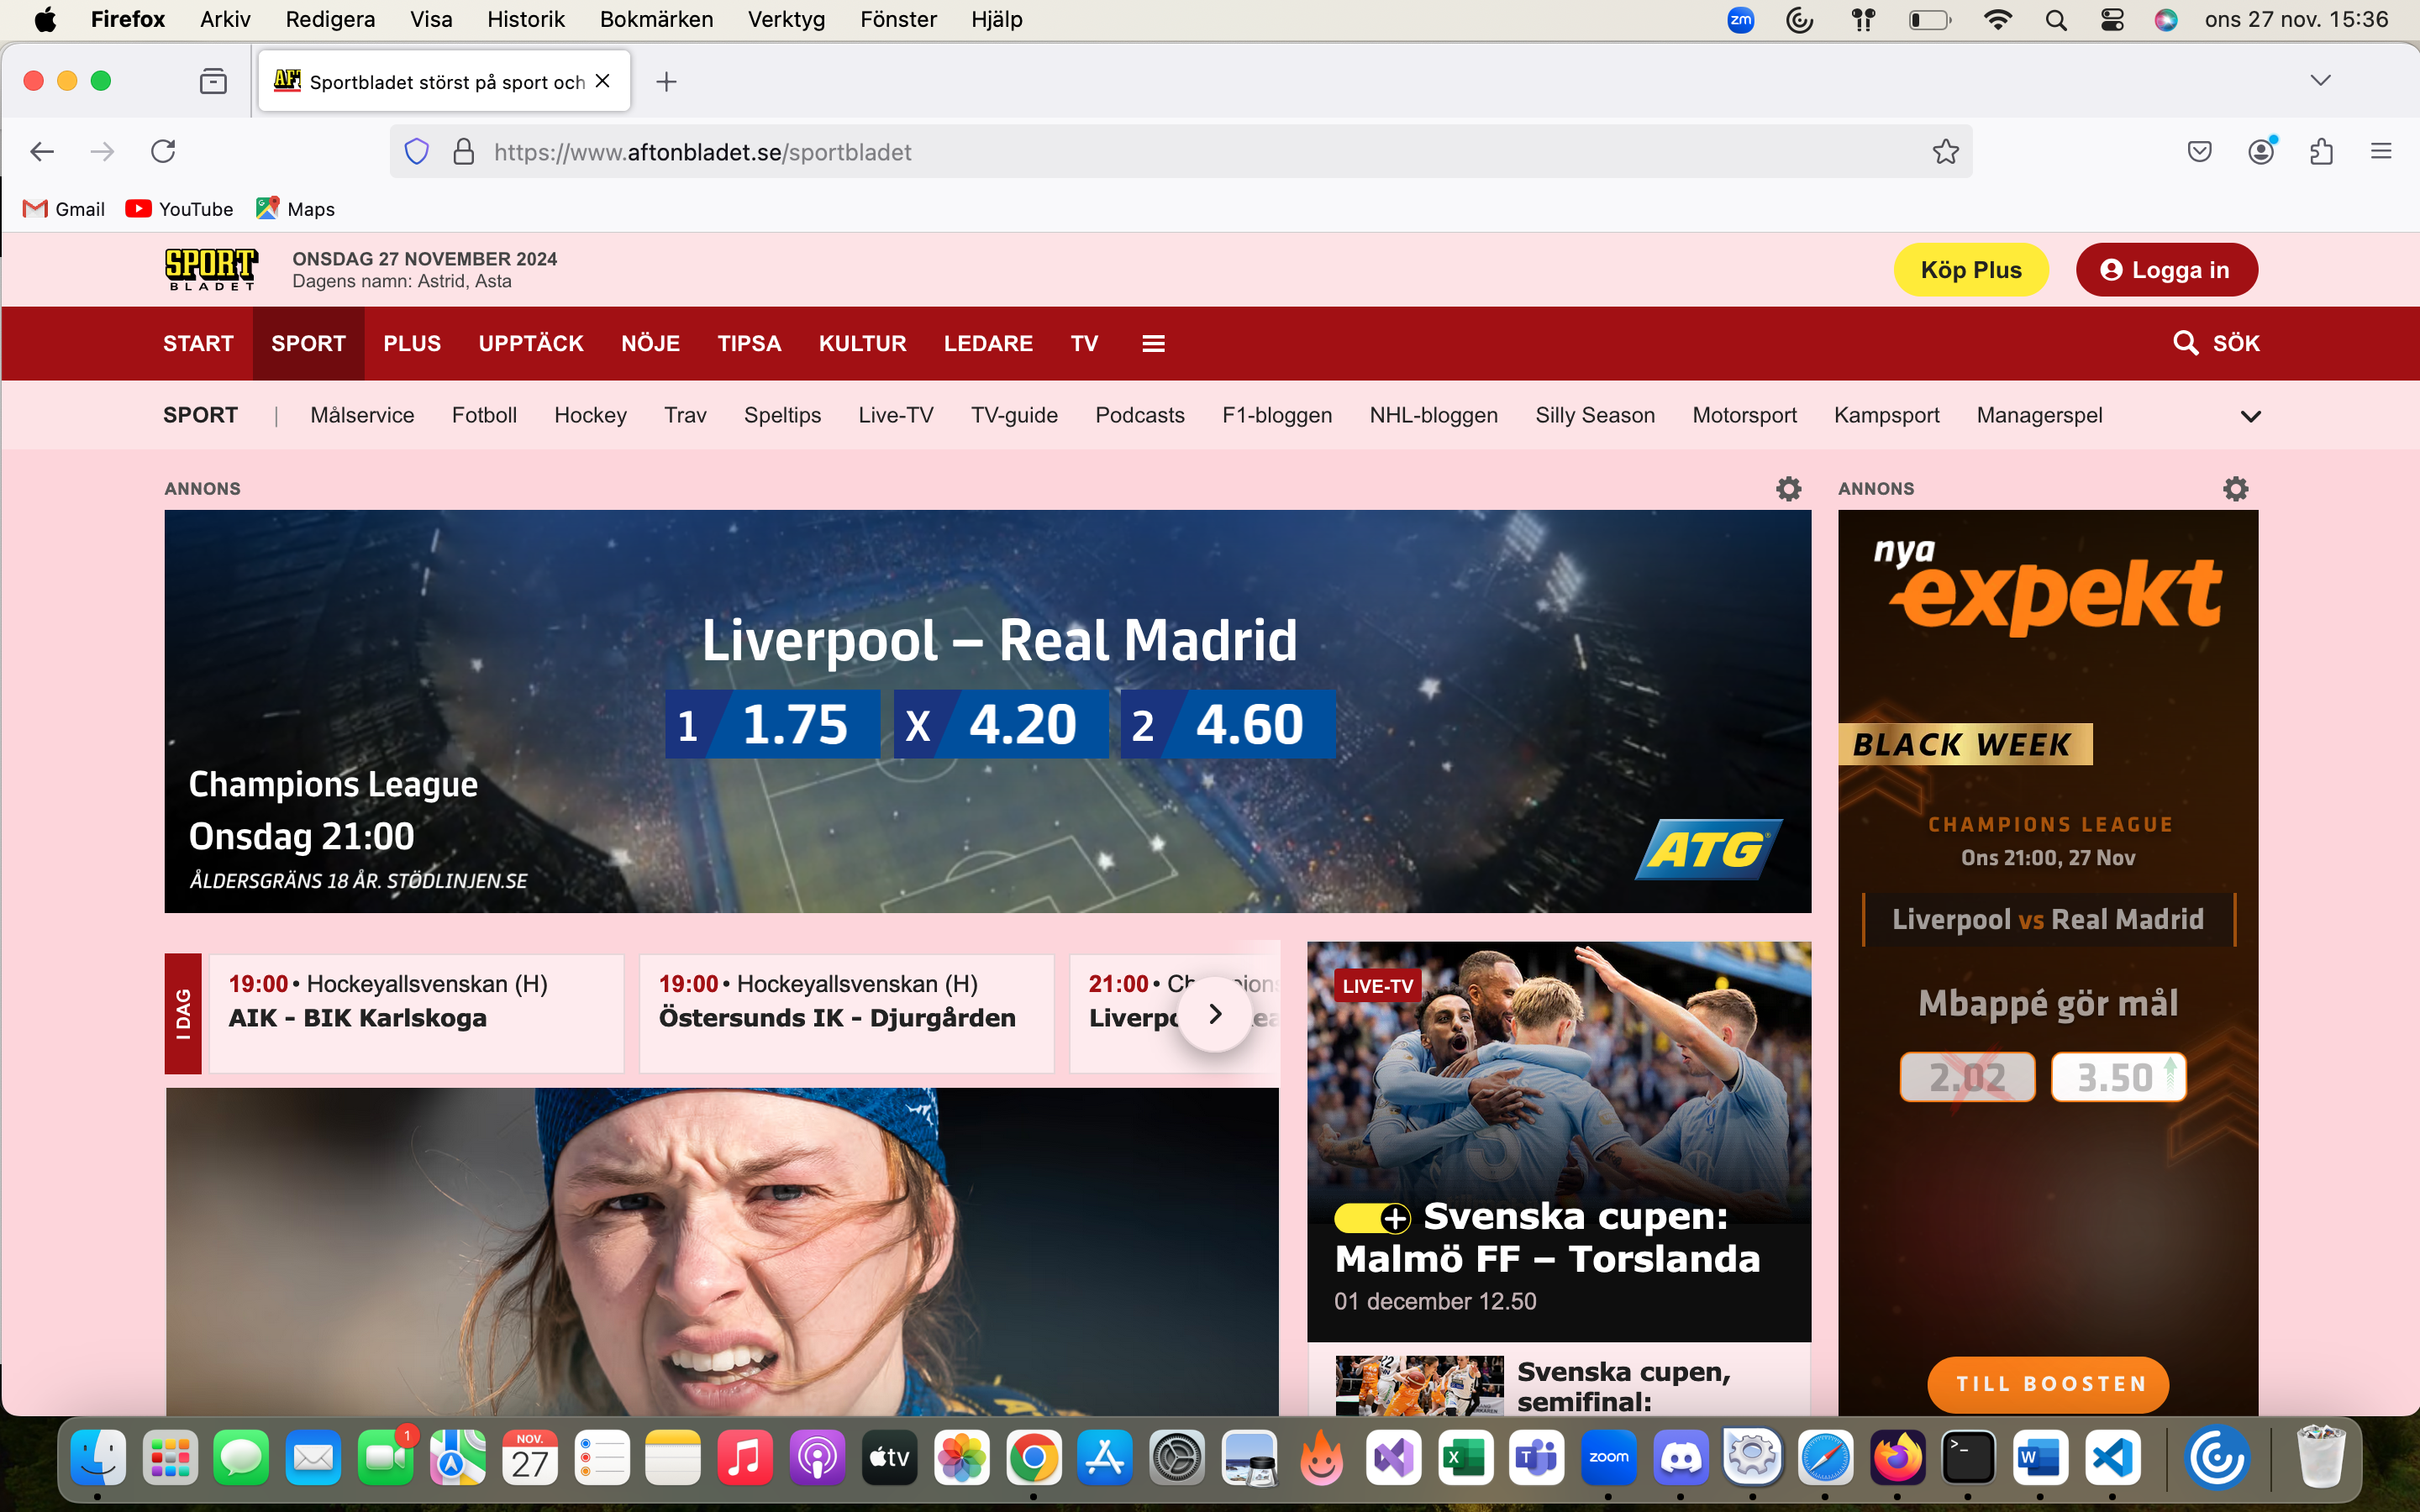 Firefox Arkiv Redigera Visa Historik Bokmärken Verktyg Fönster Hjälp zm ons 27 nov. 15:36
Sportbladet störst på sport och
https://www.aftonbladet.se/sportbladet
Gmail YouTube Maps
SPORT
BLADET
ONSDAG 27 NOVEMBER 2024
Dagens namn: Astrid, Asta
Köp Plus Logga in
START SPORT PLUS UPPTÄCK NÖJE TIPSA KULTUR LEDARE TV SÖK
SPORT | Målservice Fotboll Hockey Trav Speltips Live-TV TV-guide Podcasts F1-bloggen NHL-bloggen Silly Season Motorsport Kampsport Managerspel
ANNONS
Liverpool – Real Madrid
1 1.75 X 4.20 2 4.60
Champions League
Onsdag 21:00
ÅLDERSGRÄNS 18 ÅR. STÖDLINJEN.SE
ATG
ANNONS
nya
expekt
BLACK WEEK
CHAMPIONS LEAGUE
Ons 21:00, 27 Nov
Liverpool vs Real Madrid
Mbappé gör mål
2.02 3.50
TILL BOOSTEN
I DAG
19:00 • Hockeyallsvenskan (H)
AIK - BIK Karlskoga
19:00 • Hockeyallsvenskan (H)
Östersunds IK - Djurgården
21:00
LIVE-TV
Svenska cupen:
Malmö FF – Torslanda
01 december 12.50
Svenska cupen,
semifinal:
1
NOV.
27
tv
zoom